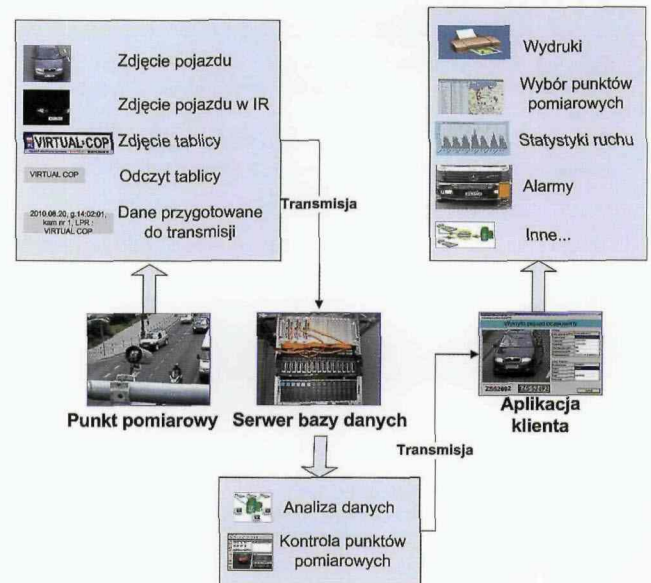 Zdjęcie pojazdu
Zdjęcie pojazdu w IR
VIRTUAL COP
Zdjęcie tablicy
VIRTUAL COP
Odczyt tablicy
2010.08.20, g.14:02:01,
kam nr 1, LPR.:
VIRTUAL COP
Dane przygotowane
do transmisji
Transmisja
Wydruki
Wybór punktów
pomiarowych
Statystyki ruchu
Alarmy
Inne...
Punkt pomiarowy
Serwer bazy danych
Aplikacja
klienta
Transmisja
Analiza danych
Kontrola punktów
pomiarowych